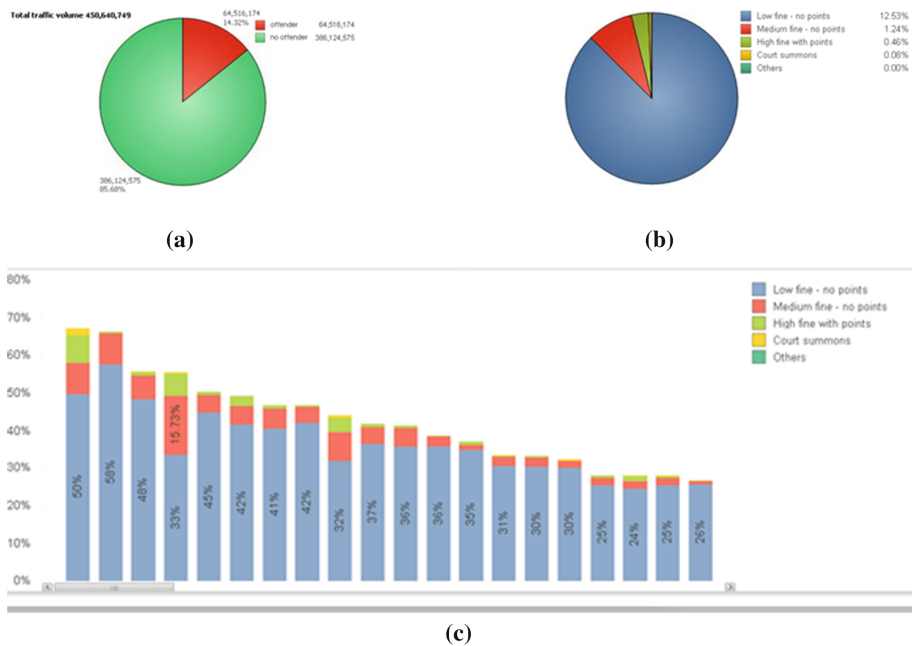 Total traffic volume 450,640,749
64,516,174
14.32%
offender 64,516,174
no offender 386,124,575
386,124,575
85.68%
(a)
Low fine - no points 12.53%
Medium fine - no points 1.24%
High fine with points 0.46%
Court summons 0.08%
Others 0.00%
(b)
80%
70%
60%
50%
40%
30%
20%
10%
0%
50%
58%
48%
15.73%
33%
45%
42%
41%
42%
32%
37%
36%
36%
35%
31%
30%
30%
25%
24%
25%
26%
Low fine - no points
Medium fine - no points
High fine with points
Court summons
Others
(c)